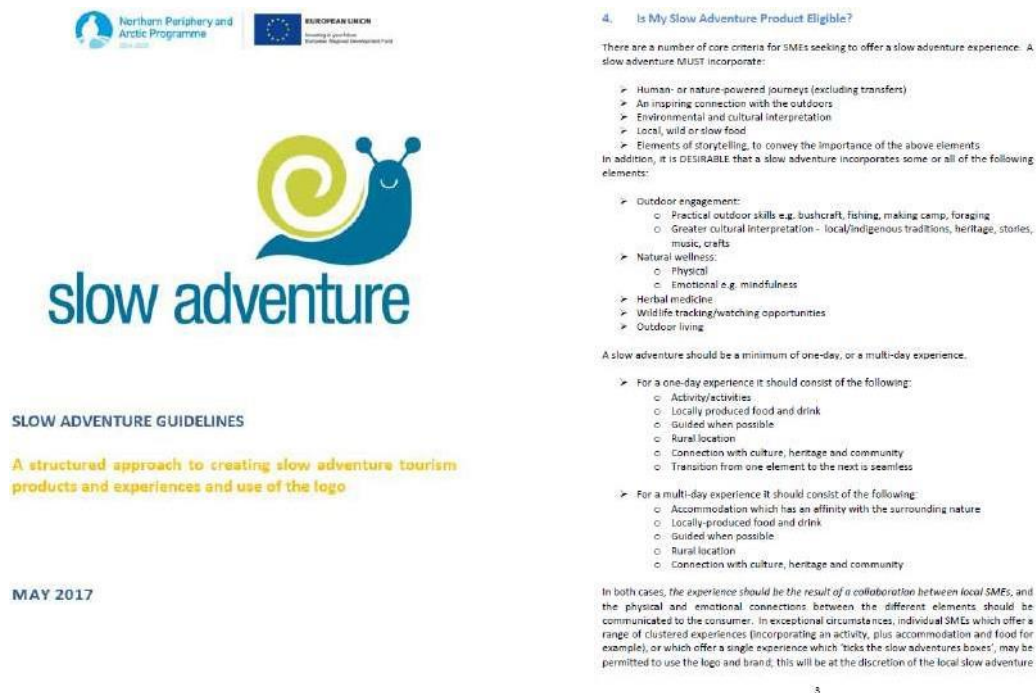 Northern Periphery and
Arctic Programme
2014-2020
EUROPEAN UNION
Investing in your future
European Regional Development Fund
slow adventure
SLOW ADVENTURE GUIDELINES
A structured approach to creating slow adventure tourism
products and experiences and use of the logo
MAY 2017
4. Is My Slow Adventure Product Eligible?
There are a number of core criteria for SMEs seeking to offer a slow adventure experience. A
slow adventure MUST incorporate:
➢ Human- or nature-powered journeys (excluding transfers)
➢ An inspiring connection with the outdoors
➢ Environmental and cultural interpretation
➢ Local, wild or slow food
➢ Elements of storytelling, to convey the importance of the above elements
In addition, it is DESIRABLE that a slow adventure incorporates some or all of the following
elements:
➢ Outdoor engagement:
o Practical outdoor skills e.g. bushcraft, fishing, making camp, foraging
o Greater cultural interpretation - local/indigenous traditions, heritage, stories,
music, crafts
➢ Natural wellness:
o Physical
o Emotional e.g. mindfulness
➢ Herbal medicine
➢ Wildlife tracking/watching opportunities
➢ Outdoor living
A slow adventure should be a minimum of one-day, or a multi-day experience.
➢ For a one-day experience it should consist of the following:
o Activity/activities
o Locally produced food and drink
o Guided when possible
o Rural location
o Connection with culture, heritage and community
o Transition from one element to the next is seamless
➢ For a multi-day experience it should consist of the following:
o Accommodation which has an affinity with the surrounding nature
o Locally-produced food and drink
o Guided when possible
o Rural location
o Connection with culture, heritage and community
In both cases, the experience should be the result of a collaboration between local SMEs, and
the physical and emotional connections between the different elements should be
communicated to the consumer. In exceptional circumstances, individual SMEs which offer a
range of clustered experiences (incorporating an activity, plus accommodation and food for
example), or which offer a single experience which 'ticks the slow adventures boxes', may be
permitted to use the logo and brand; this will be at the discretion of the local slow adventure
3